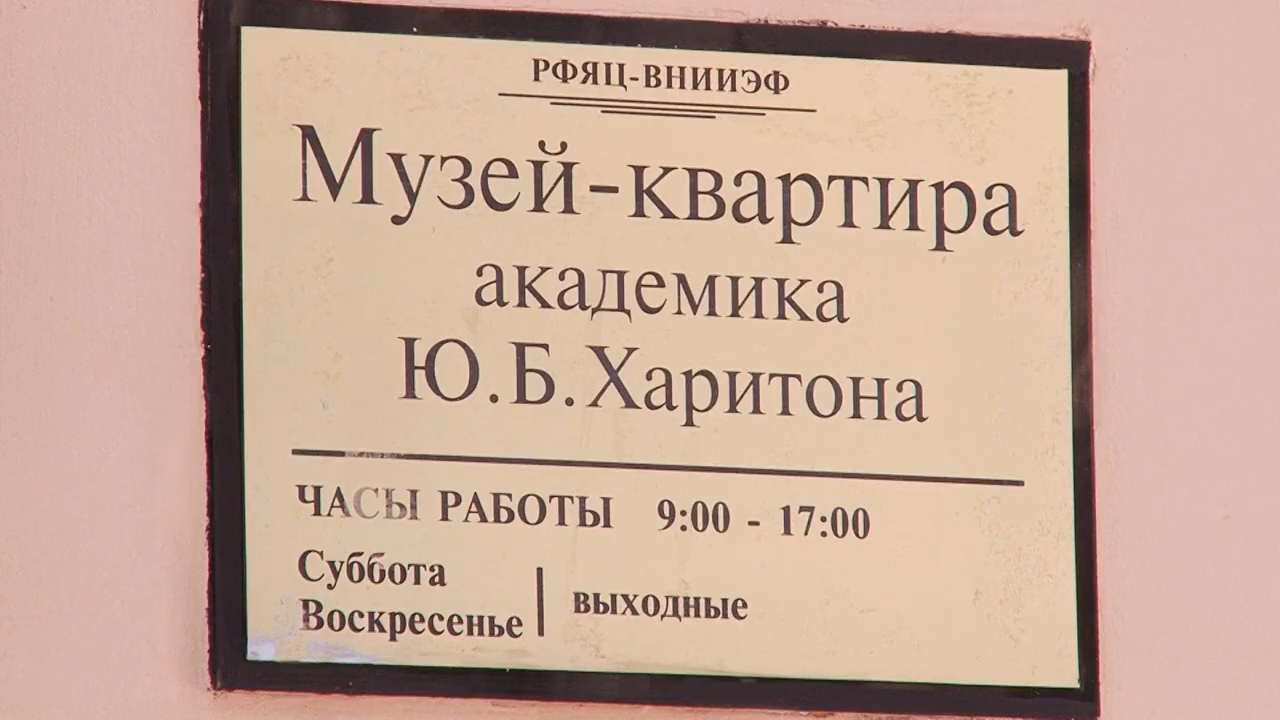 РФЯЦ-ВНИИЭФ
Музей-квартира
академика
Ю.Б.Харитона
ЧАСЫ РАБОТЫ 9:00 - 17:00
Суббота
Воскресенье
выходные